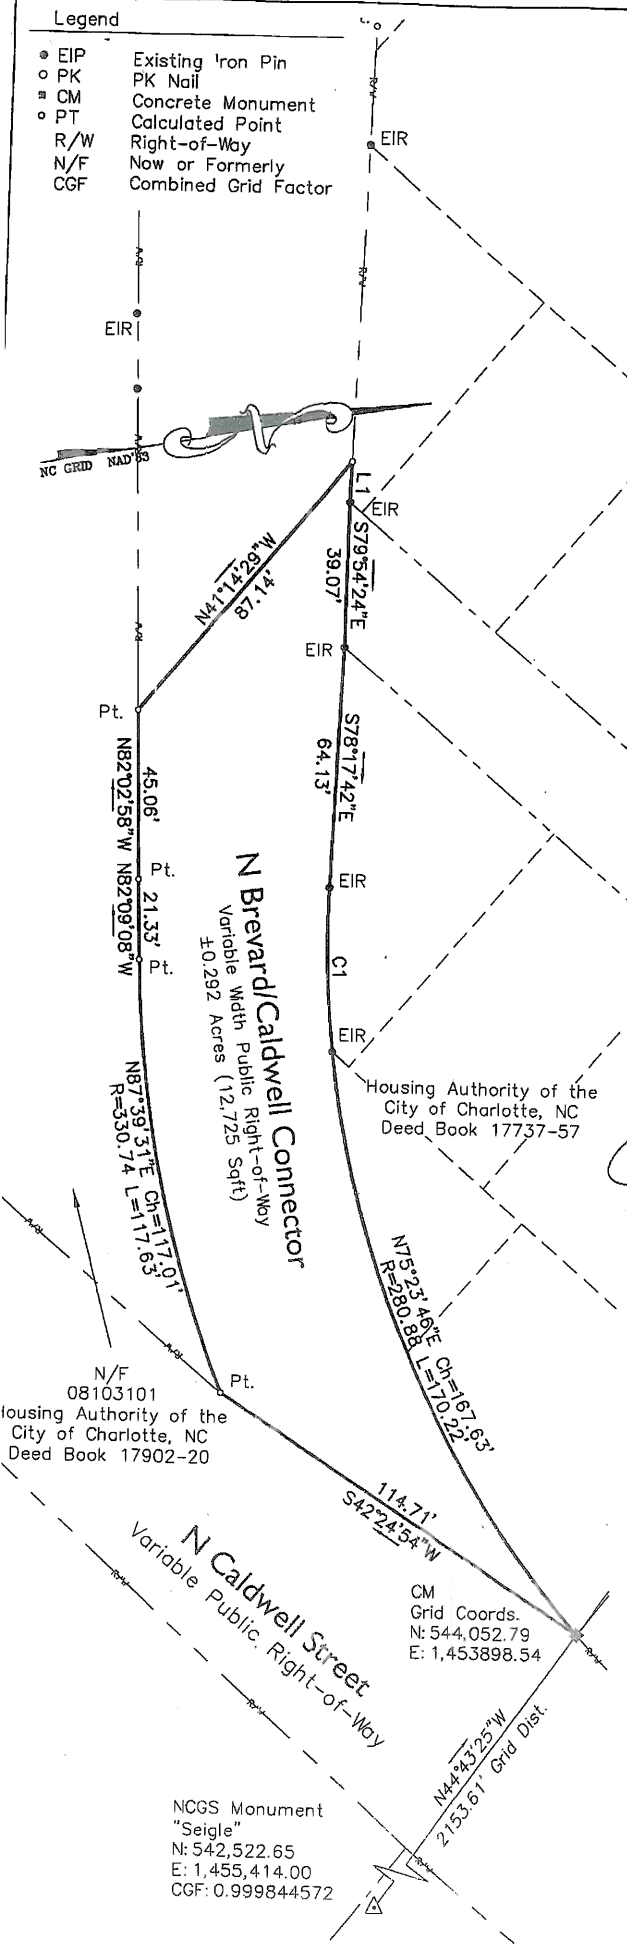 Legend
EIP Existing Iron Pin
PK PK Nail
CM Concrete Monument
PT Calculated Point
R/W Right-of-Way
N/F Now or Formerly
CGF Combined Grid Factor
EIR
R/W
R/W
R/W
EIR
NC GRID NAD'83
R/W
L1
EIR
S79°54'24"E
39.07'
N41°14'29"W
87.14'
R/W
EIR
Pt.
S78°17'42"E
64.13'
45.06'
N82°02'58"W
Pt.
21.33'
N82°09'08"W
Pt.
EIR
C1
EIR
N Brevard/Caldwell Connector
Variable Width Public Right-of-Way
±0.292 Acres (12,725 Sqft)
Housing Authority of the
City of Charlotte, NC
Deed Book 17737-57
N87°39'31"E Ch=117.01'
R=330.74 L=117.63'
R/W
R/W
N75°23'46"E Ch=167.63'
R=280.88 L=170.22'
N/F
08103101
Housing Authority of the
City of Charlotte, NC
Deed Book 17902-20
Pt.
114.71'
S42°24'54"W
N Caldwell Street
Variable Public Right-of-Way
R/W
R/W
CM
Grid Coords.
N: 544,052.79
E: 1,453898.54
R/W
N44°43'25"W
2153.61' Grid Dist.
NCGS Monument
"Seigle"
N: 542,522.65
E: 1,455,414.00
CGF: 0.999844572
R/W